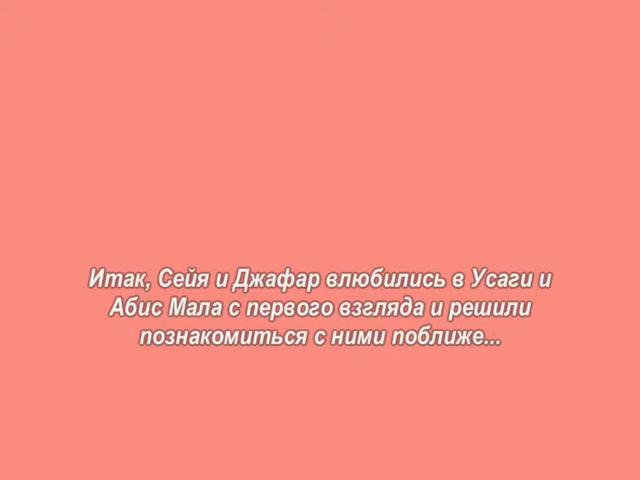 Итак, Сейя и Джафар влюбились в Усаги и
Абис Мала с первого взгляда и решили
познакомиться с ними поближе...